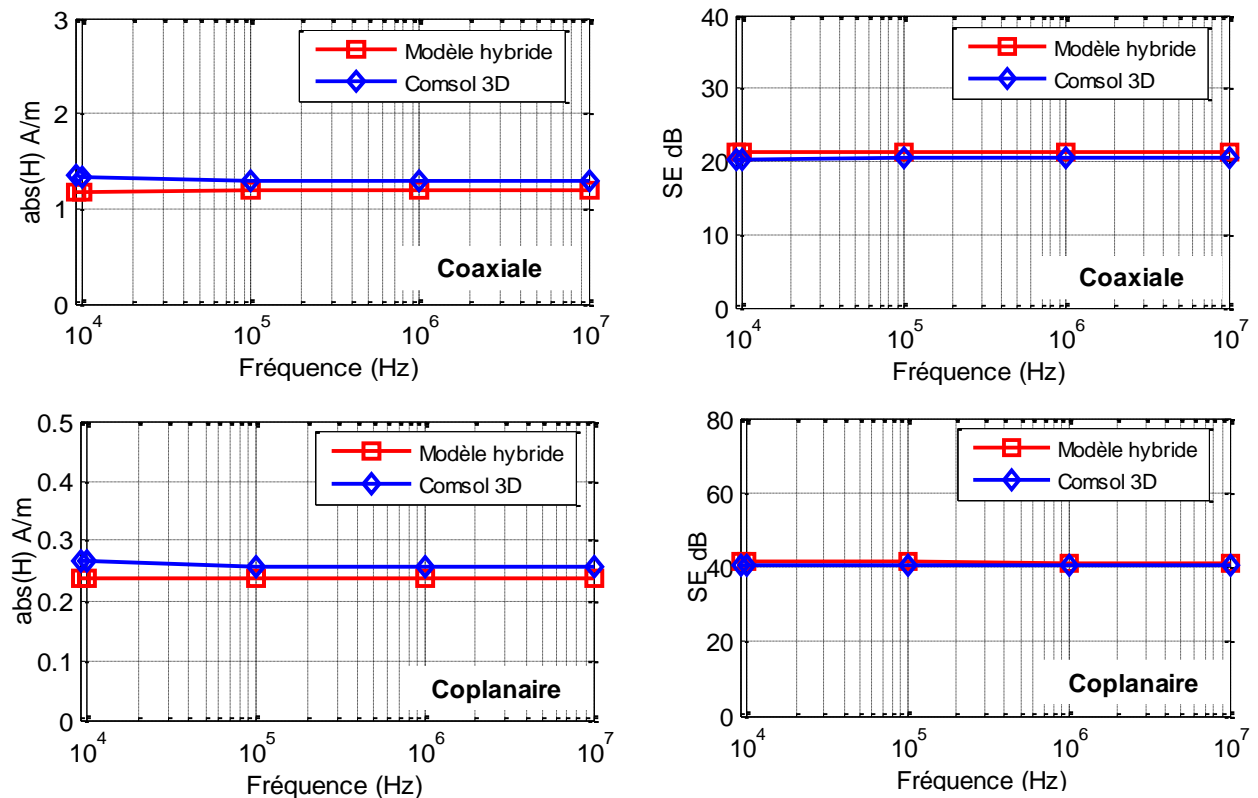 3
2
1
0
abs(H) A/m
Modèle hybride
Comsol 3D
Coaxiale
10^4
10^5
10^6
10^7
Fréquence (Hz)
40
30
20
10
0
SE dB
Modèle hybride
Comsol 3D
Coaxiale
10^4
10^5
10^6
10^7
Fréquence (Hz)
0.5
0.4
0.3
0.2
0.1
0
abs(H) A/m
Modèle hybride
Comsol 3D
Coplanaire
10^4
10^5
10^6
10^7
Fréquence (Hz)
80
60
40
20
0
SE dB
Modèle hybride
Comsol 3D
Coplanaire
10^4
10^5
10^6
10^7
Fréquence (Hz)